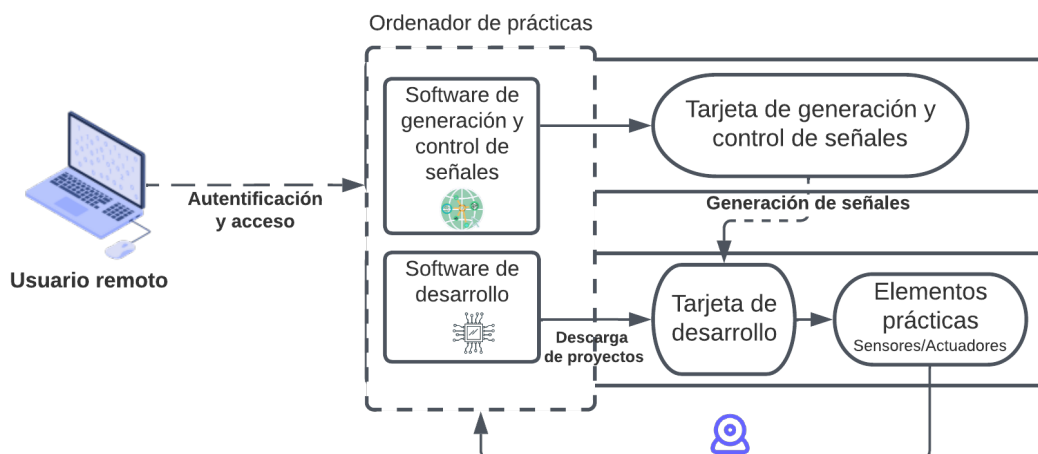 Ordenador de prácticas
Software de
generación y
control de
señales
Tarjeta de generación y
control de señales
Autentificación
y acceso
Usuario remoto
Generación de señales
Software de
desarrollo
Descarga
de proyectos
Tarjeta de
desarrollo
Elementos
prácticas
Sensores/Actuadores